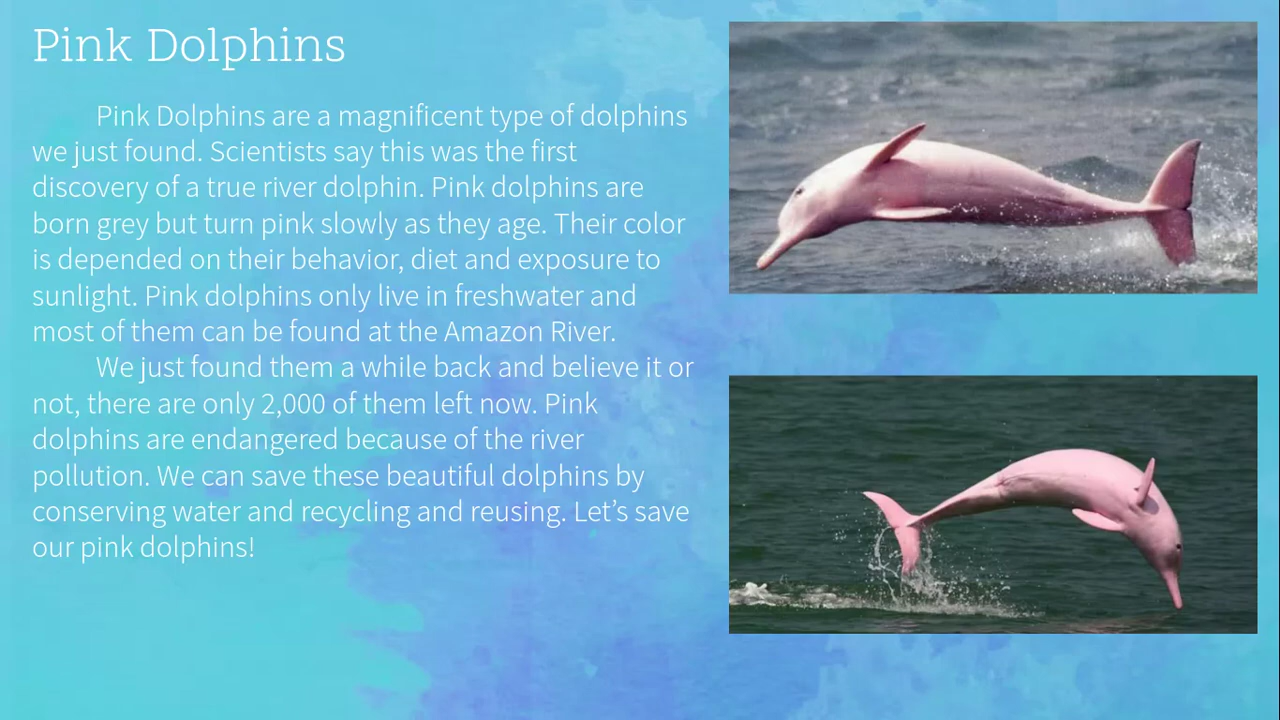 Pink Dolphins
Pink Dolphins are a magnificent type of dolphins
we just found. Scientists say this was the first
discovery of a true river dolphin. Pink dolphins are
born grey but turn pink slowly as they age. Their color
is depended on their behavior, diet and exposure to
sunlight. Pink dolphins only live in freshwater and
most of them can be found at the Amazon River.
We just found them a while back and believe it or
not, there are only 2,000 of them left now. Pink
dolphins are endangered because of the river
pollution. We can save these beautiful dolphins by
conserving water and recycling and reusing. Let’s save
our pink dolphins!